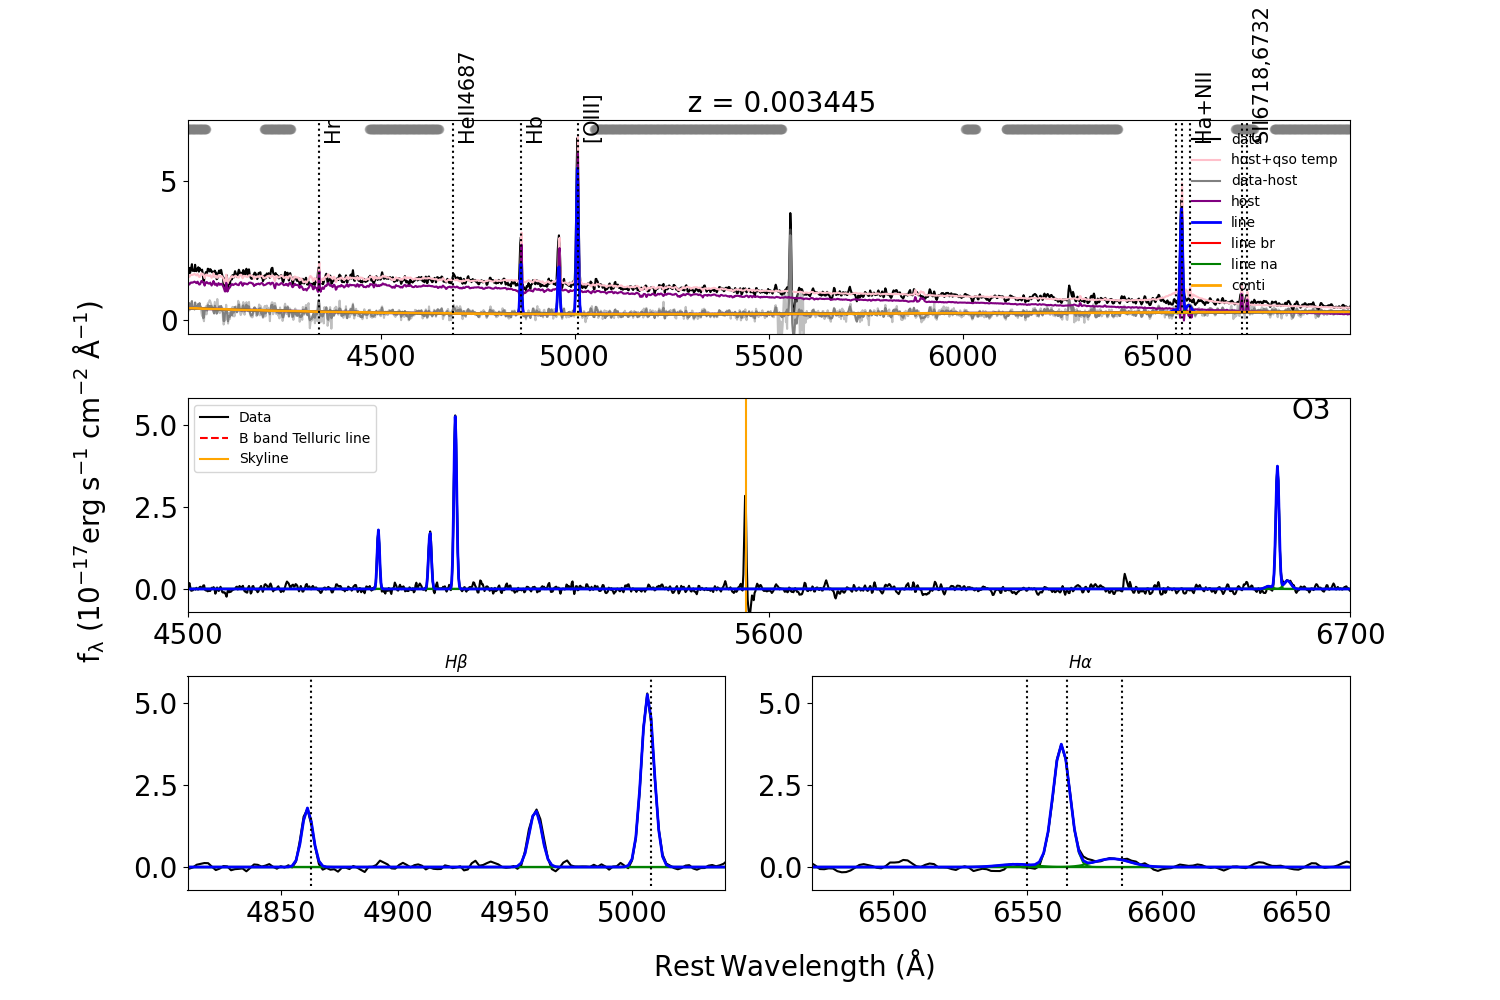 z = 0.003445
Hr
HeII4687
Hb
[OIII]
Ha+NII
SII6718,6732
data
host+qso temp
data-host
host
line
line br
line na
conti
5
0
4500 5000 5500 6000 6500
O3
Data
B band Telluric line
Skyline
5.0
2.5
0.0
4500 5600 6700
fλ (10⁻¹⁷erg s⁻¹ cm⁻² Å⁻¹)
Hβ
5.0
2.5
0.0
4850 4900 4950 5000
Hα
5.0
2.5
0.0
6500 6550 6600 6650
Rest Wavelength (Å)